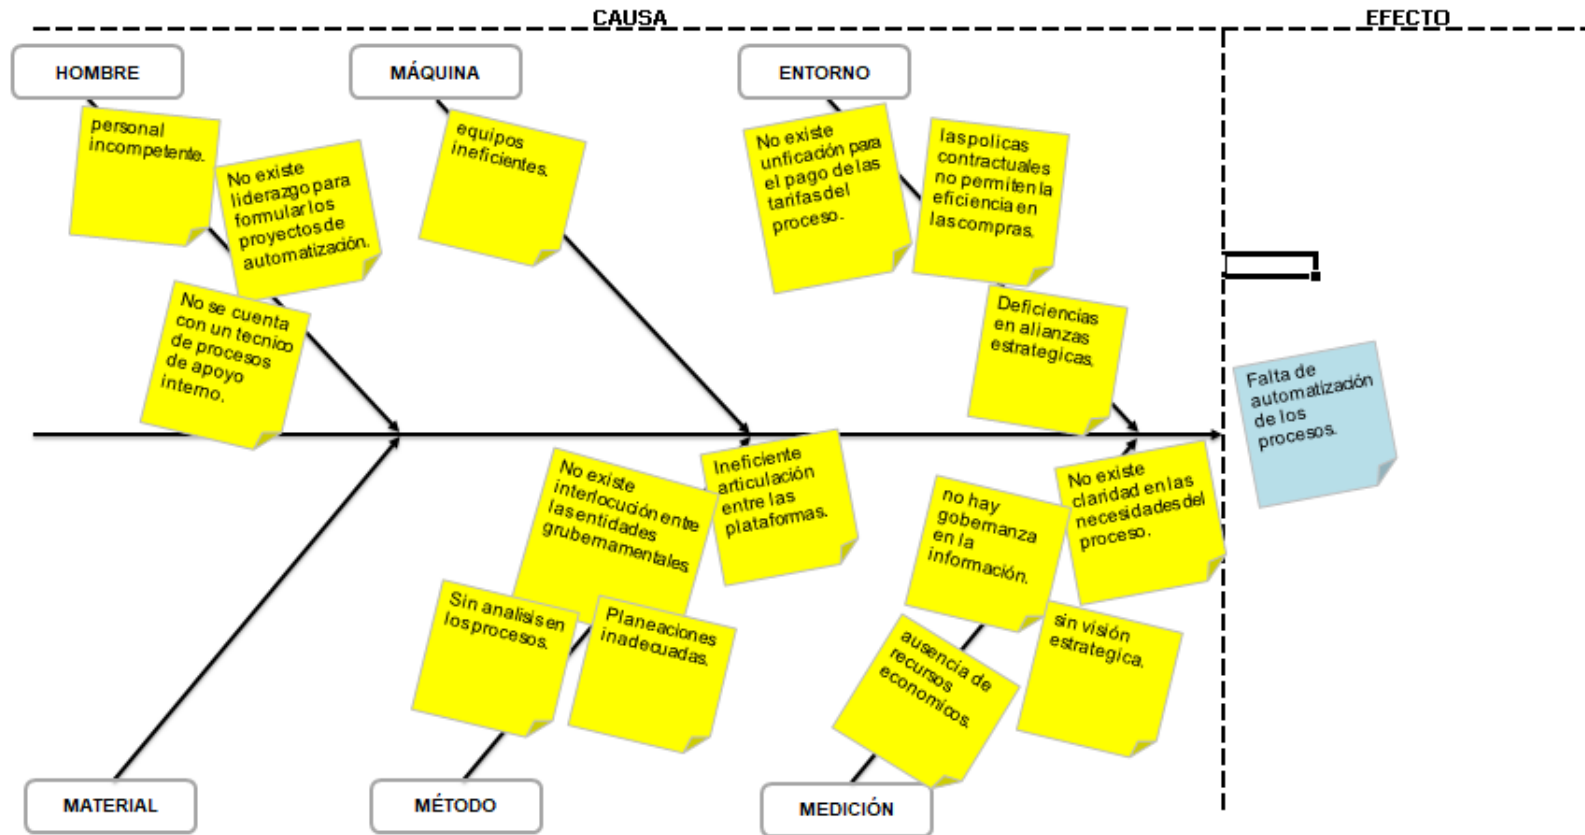 CAUSA
EFECTO
HOMBRE
MÁQUINA
ENTORNO
personal
incompetente.
No existe
liderazgo para
formular los
proyectos de
automatización.
No se cuenta
con un tecnico
de procesos
de apoyo
interno.
equipos
ineficientes.
No existe
unficación para
el pago de las
tarifas del
proceso.
las policas
contractuales
no permiten la
eficiencia en
las compras.
Deficiencias
en alianzas
estrategicas.
Falta de
automatización
de los
procesos.
No existe
interlocución entre
las entidades
grubernamentales
Ineficiente
articulación
entre las
plataformas.
Sin analisis en
los procesos.
Planeaciones
inadecuadas.
no hay
gobernanza
en la
información.
No existe
claridad en las
necesidades del
proceso.
ausencia de
recursos
economicos.
sin visión
estrategica.
MATERIAL
MÉTODO
MEDICIÓN